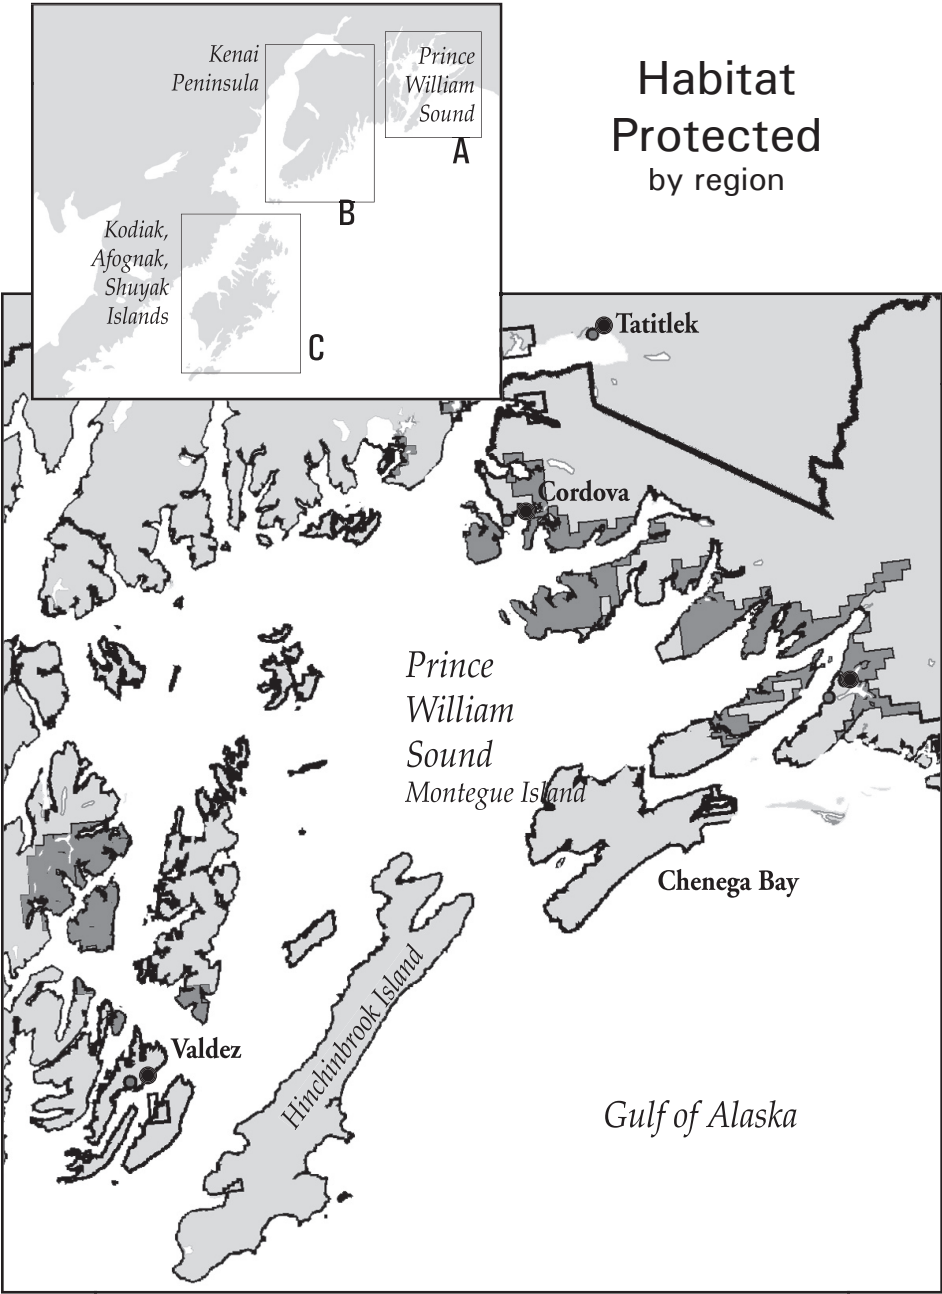 Habitat
Protected
by region
Kenai
Peninsula
Prince
William
Sound
A
B
Kodiak,
Afognak,
Shuyak
Islands
C
Tatitlek
Cordova
Prince
William
Sound
Montegue Island
Chenega Bay
Hinchinbrook Island
Valdez
Gulf of Alaska